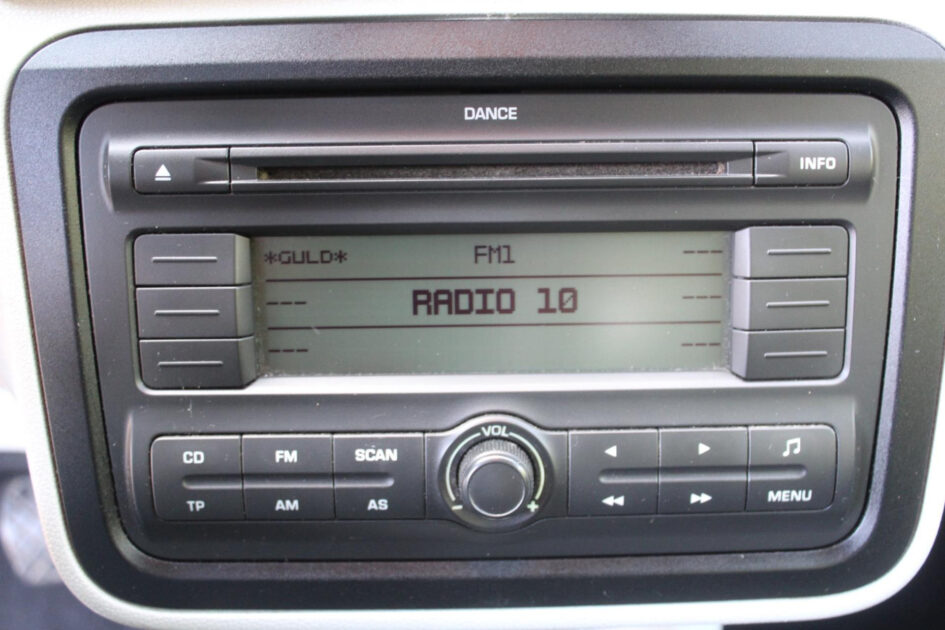 DANCE
INFO
*GULD* FM1 ---
--- RADIO 10 ---
--- ---
VOL
CD FM SCAN
TP AM AS
- +
MENU